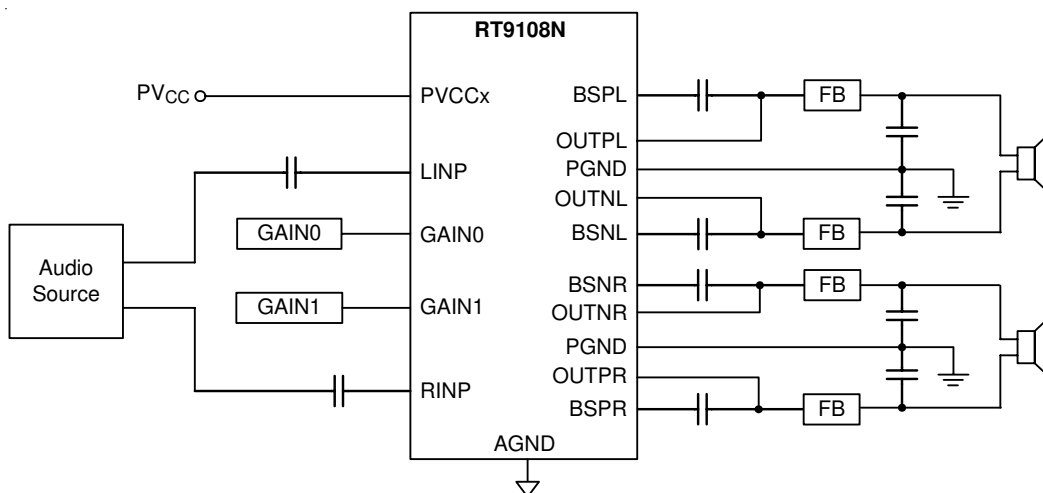 RT9108N
PVCC
PVCCx
LINP
GAIN0
GAIN0
GAIN1
GAIN1
RINP
Audio
Source
AGND
BSPL
OUTPL
PGND
OUTNL
BSNL
BSNR
OUTNR
PGND
OUTPR
BSPR
FB
FB
FB
FB